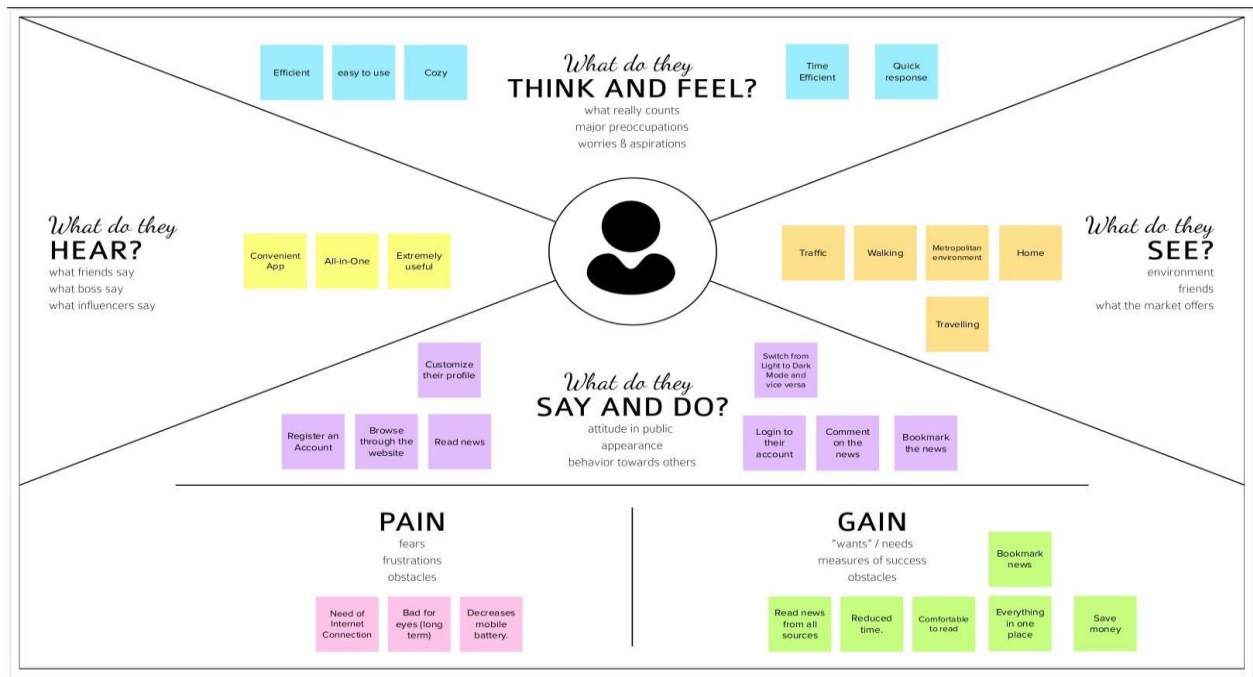 Efficient
easy to use
Cozy
What do they
THINK AND FEEL?
what really counts
major preoccupations
worries & aspirations
Time
Efficient
Quick
response
What do they
HEAR?
what friends say
what boss say
what influencers say
Convenient
App
All-in-One
Extremely
useful
Traffic
Walking
Metropolitan
environment
Home
Travelling
What do they
SEE?
environment
friends
what the market offers
Customize
their profile
Register an
Account
Browse
through the
website
Read news
What do they
SAY AND DO?
attitude in public
appearance
behavior towards others
Switch from
Light to Dark
Mode and
vice versa
Login to
their
account
Comment
on the
news
Bookmark
the news
PAIN
fears
frustrations
obstacles
Need of
Internet
Connection
Bad for
eyes (long
term)
Decreases
mobile
battery.
GAIN
"wants" / needs
measures of success
obstacles
Bookmark
news
Read news
from all
sources
Reduced
time.
Comfortable
to read
Everything
in one
place
Save
money